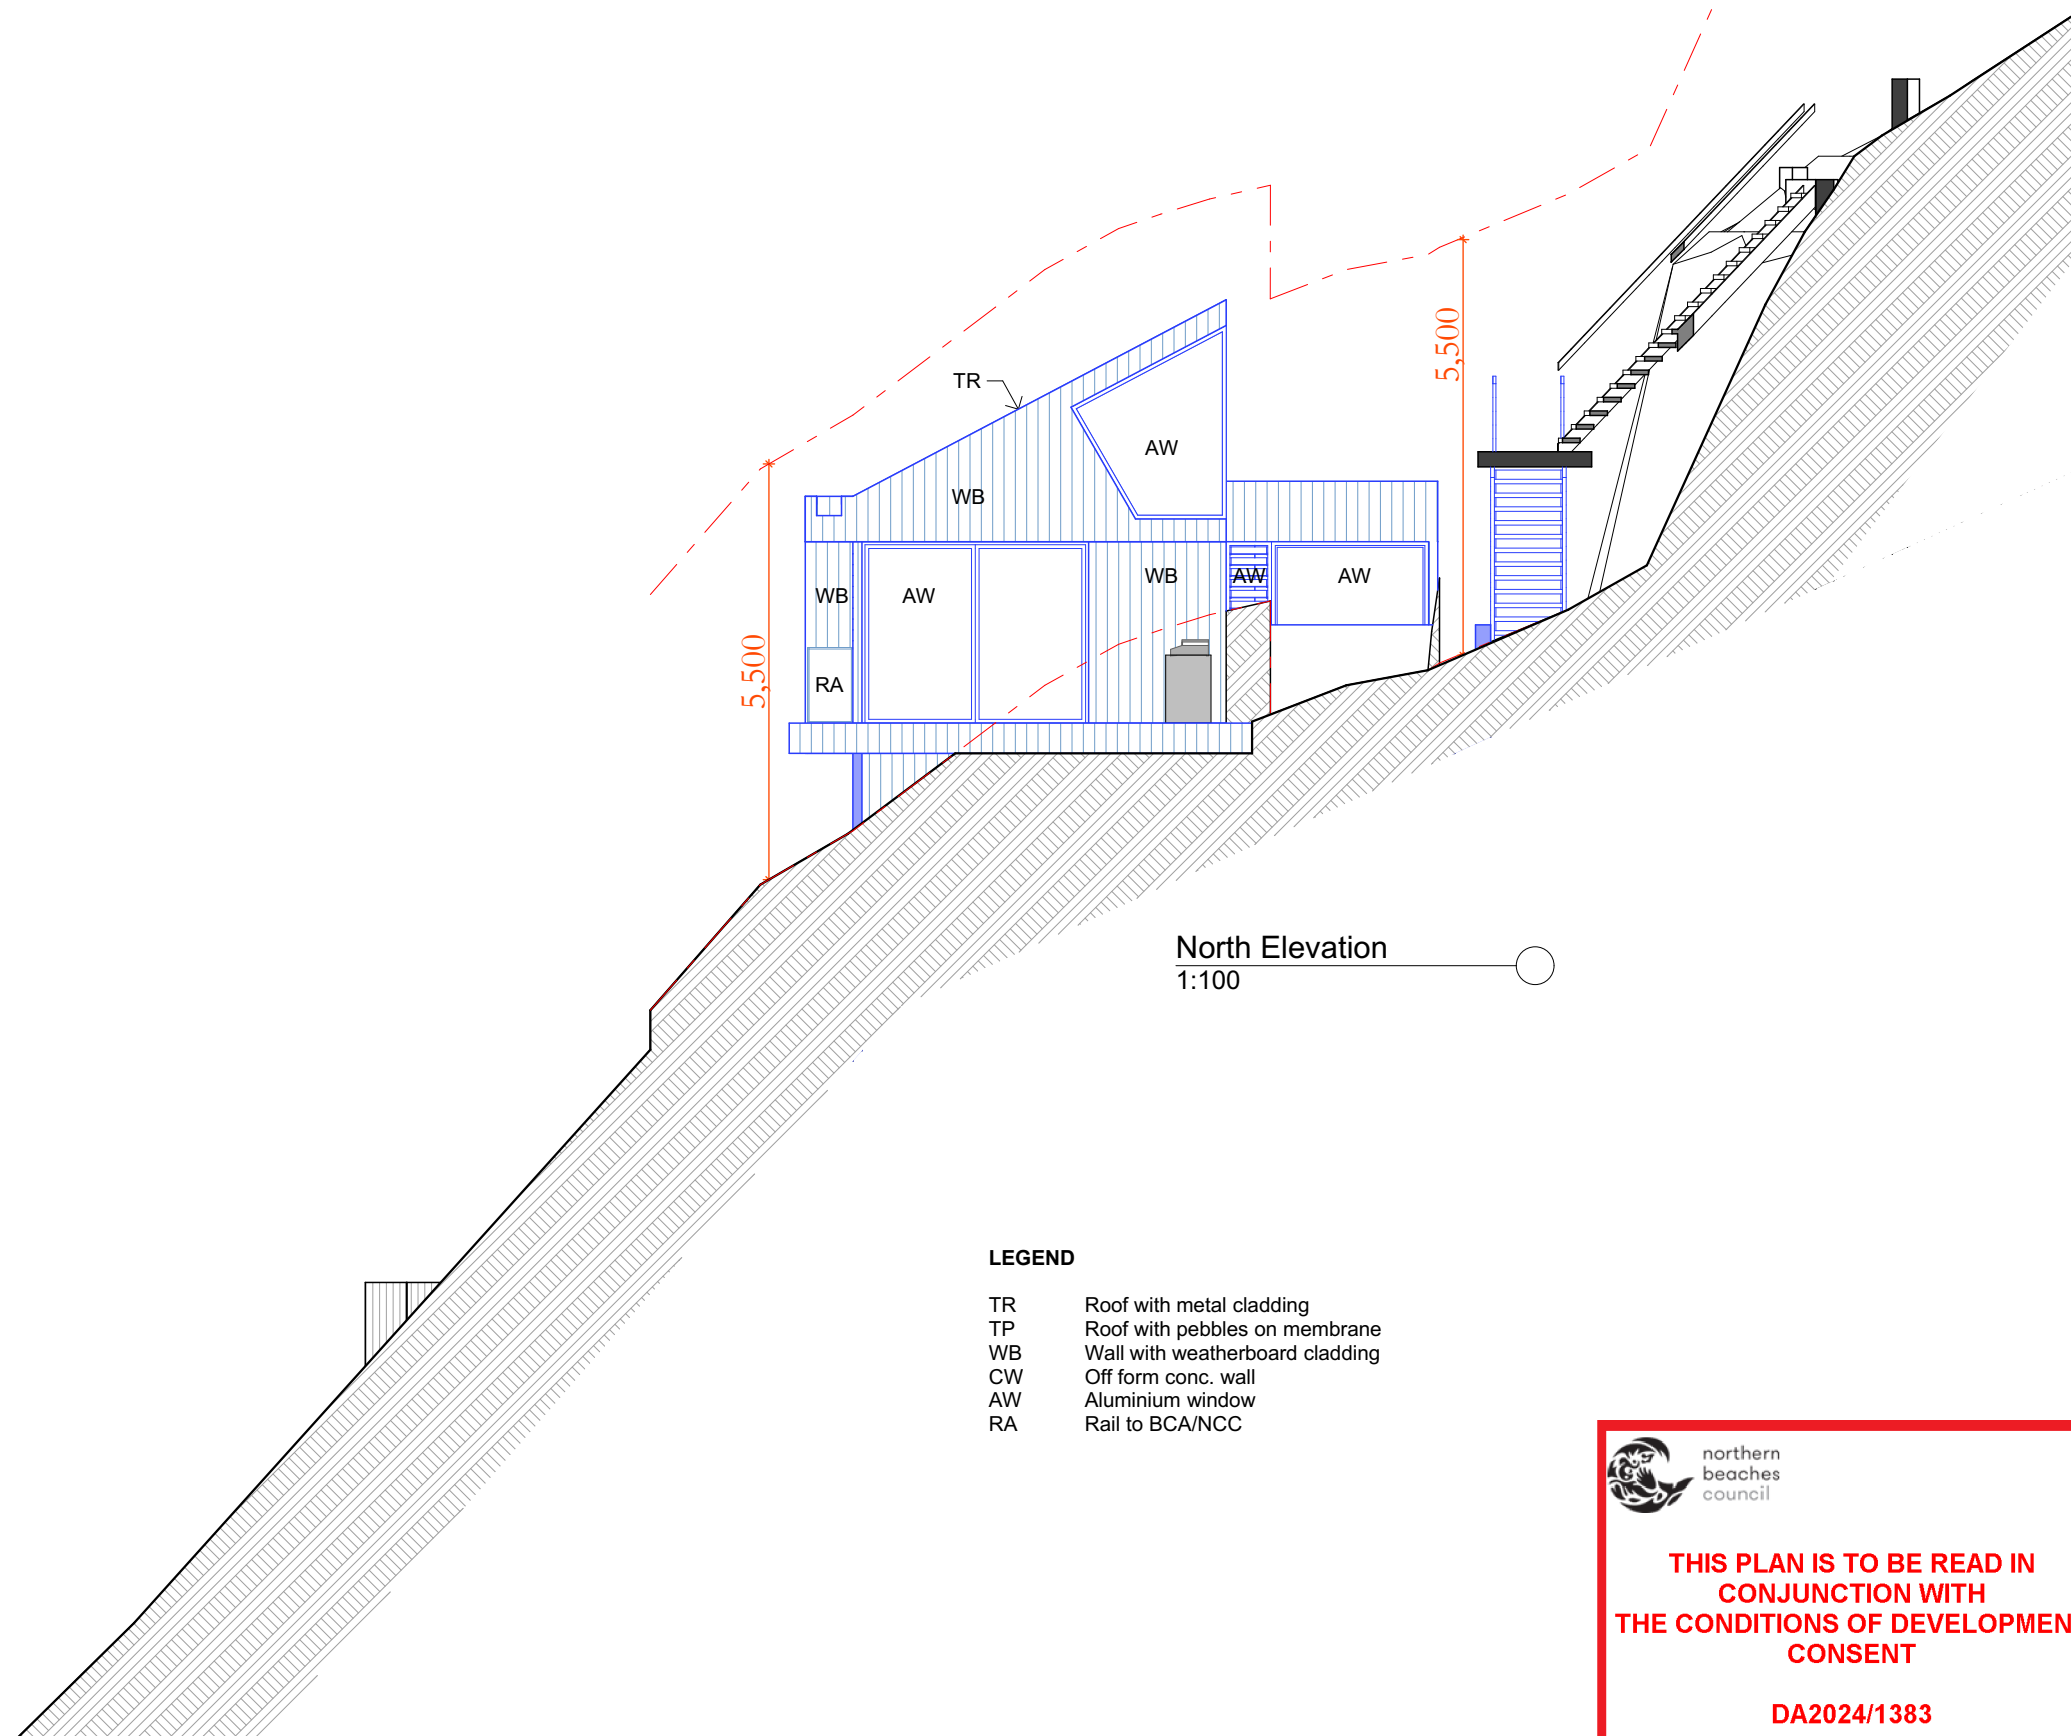 5,500
TR
AW
WB
WB
AW
AW
WB
AW
5,500
RA
North Elevation
1:100
LEGEND
TR Roof with metal cladding
TP Roof with pebbles on membrane
WB Wall with weatherboard cladding
CW Off form conc. wall
AW Aluminium window
RA Rail to BCA/NCC
northern
beaches
council
THIS PLAN IS TO BE READ IN
CONJUNCTION WITH
THE CONDITIONS OF DEVELOPMEN
CONSENT
DA2024/1383